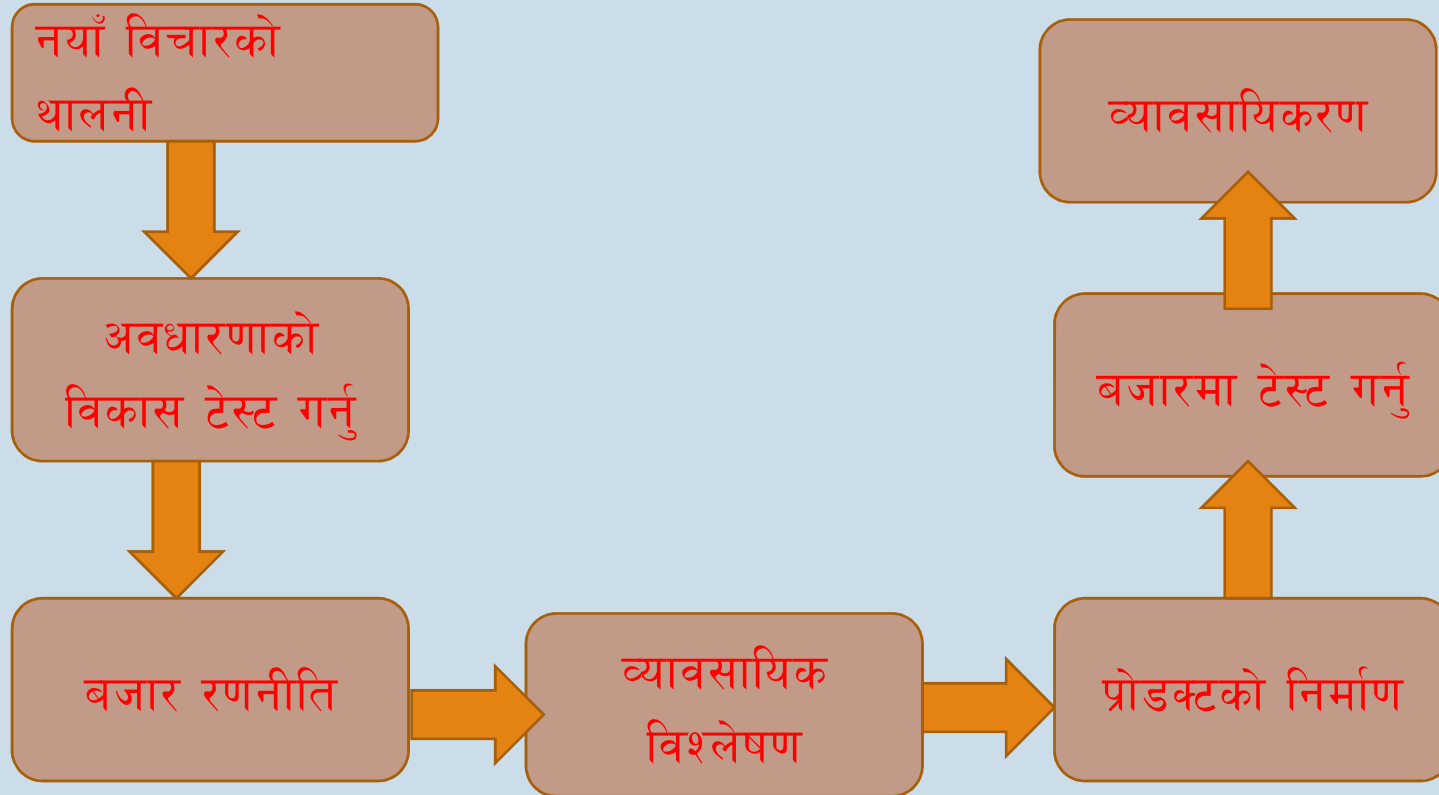 नयाँ विचारको
थालनी
अवधारणाको
विकास टेस्ट गर्नु
बजार रणनीति
व्यावसायिक
विश्लेषण
प्रोडक्टको निर्माण
बजारमा टेस्ट गर्नु
व्यावसायिकरण